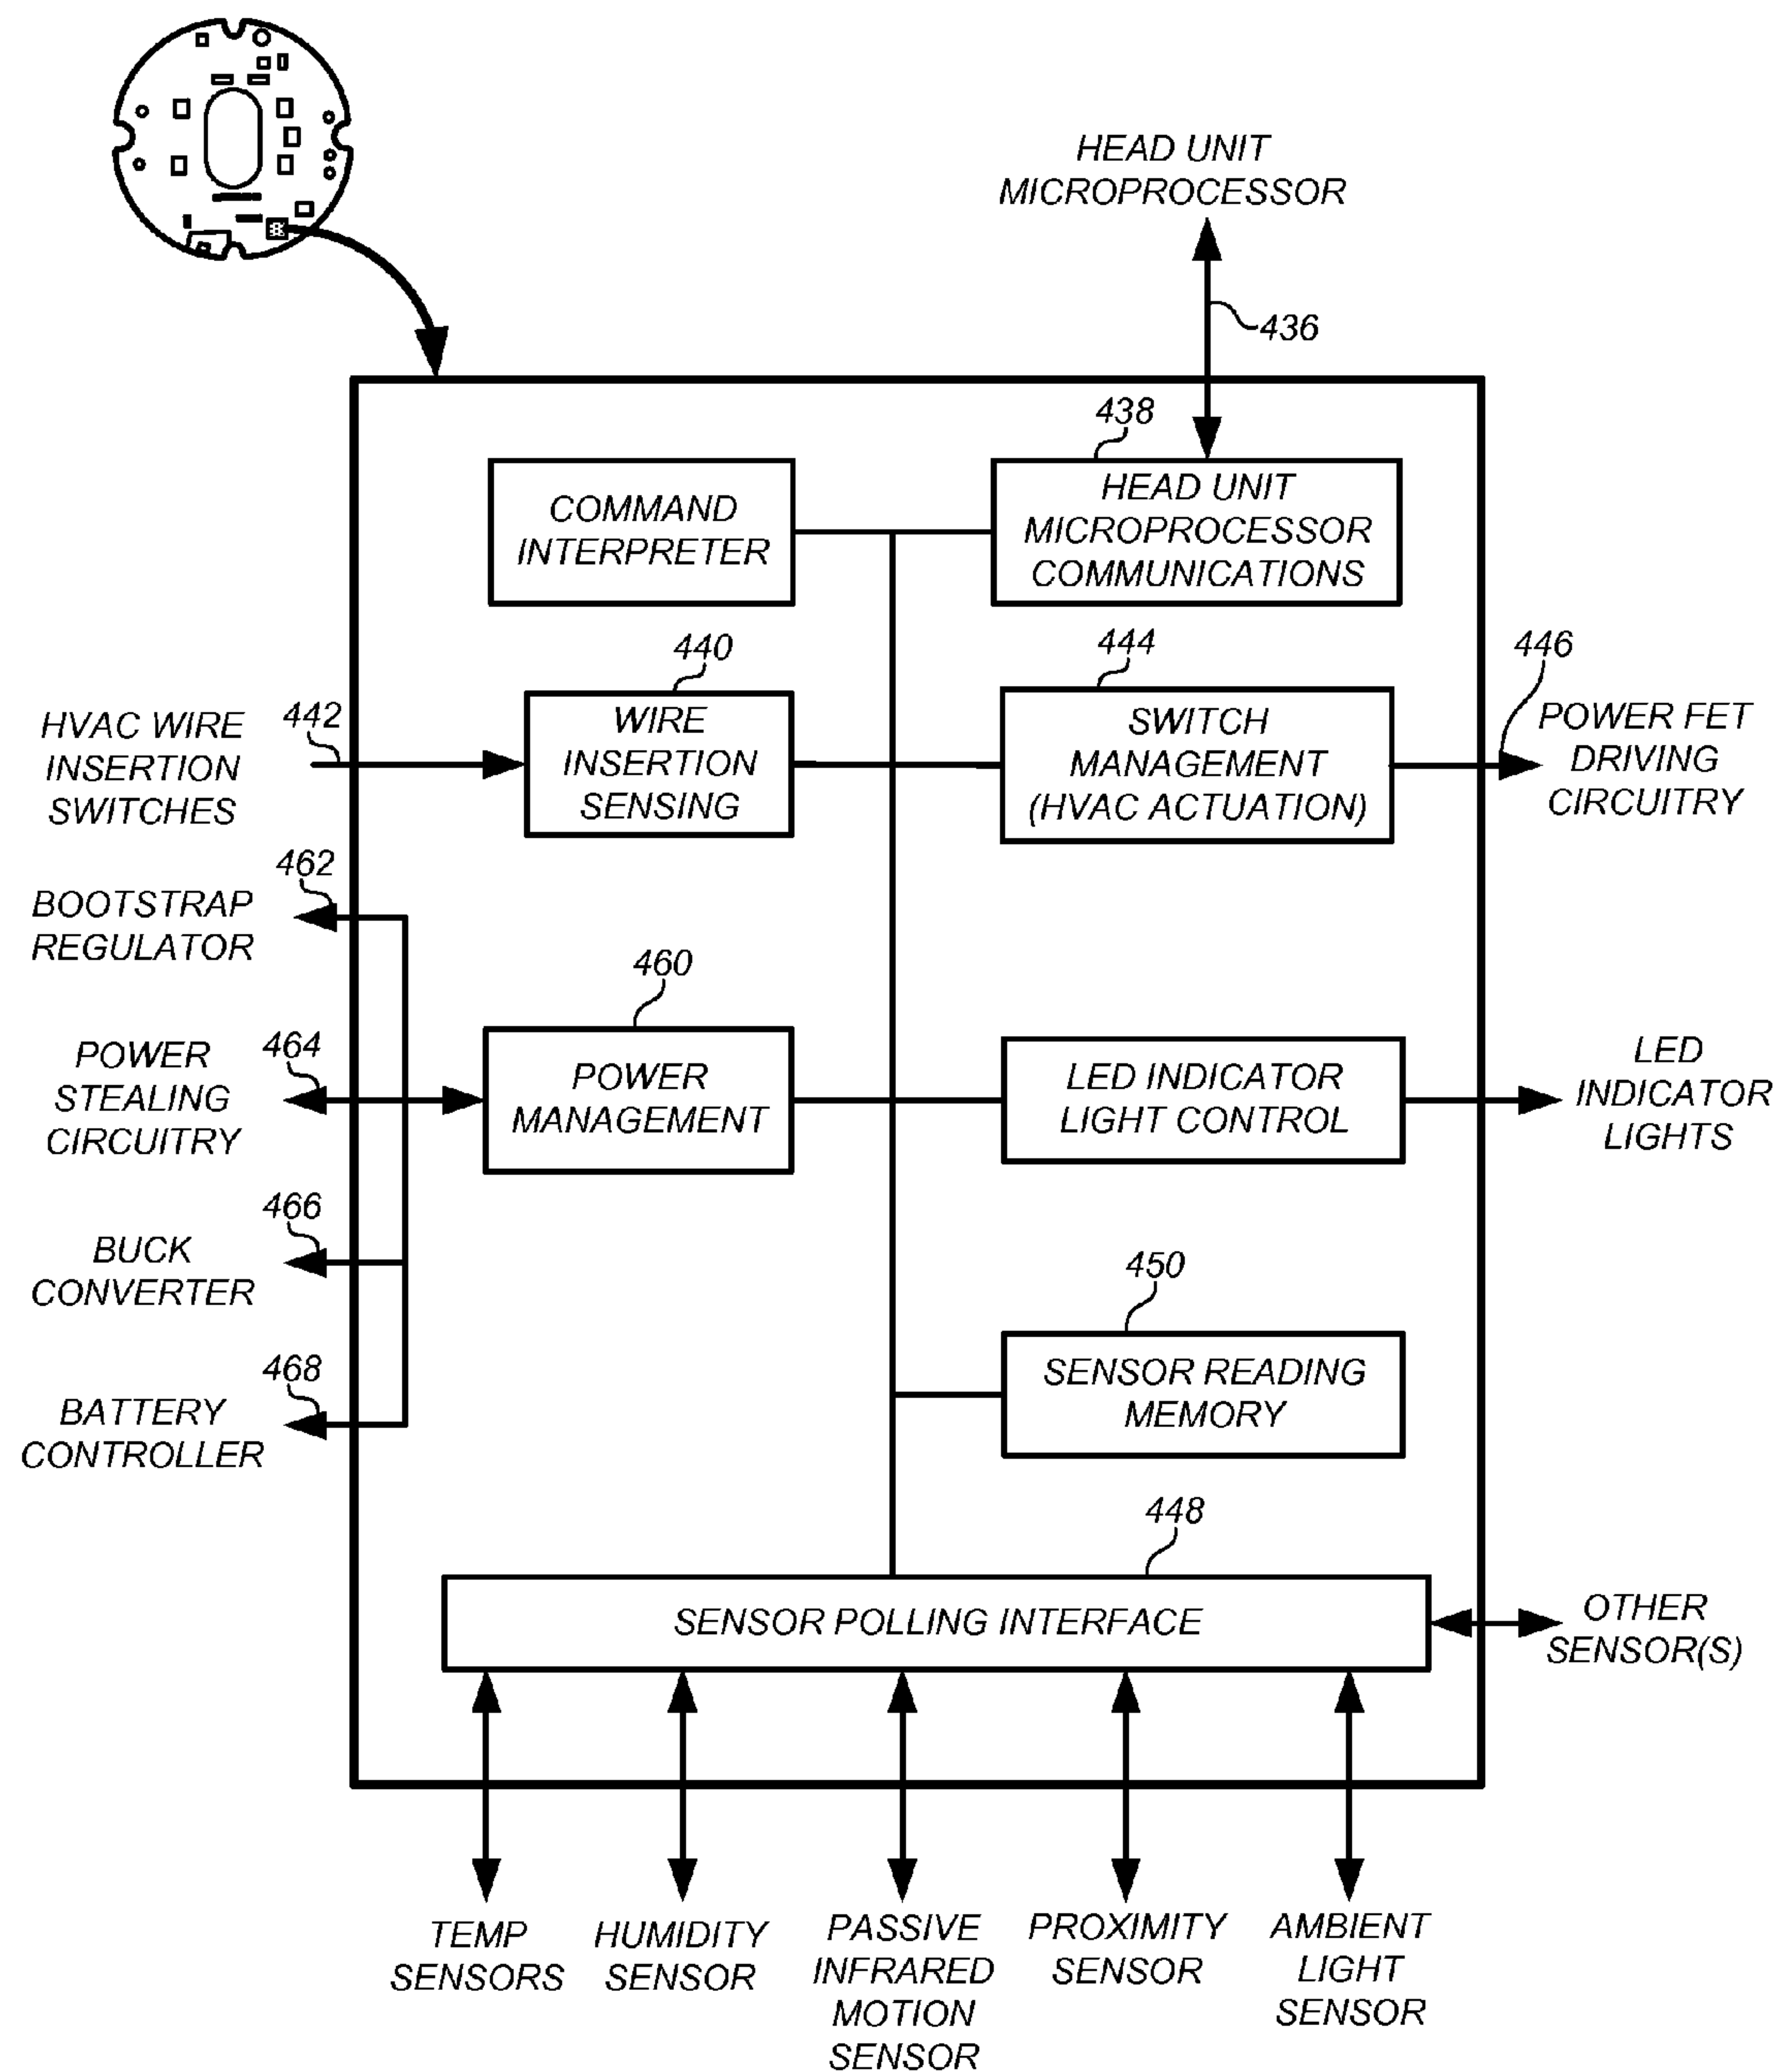 HEAD UNIT
MICROPROCESSOR
436
438
COMMAND
INTERPRETER
HEAD UNIT
MICROPROCESSOR
COMMUNICATIONS
440
444
446
HVAC WIRE
INSERTION
SWITCHES
442
WIRE
INSERTION
SENSING
SWITCH
MANAGEMENT
(HVAC ACTUATION)
POWER FET
DRIVING
CIRCUITRY
462
BOOTSTRAP
REGULATOR
460
POWER
STEALING
CIRCUITRY
464
POWER
MANAGEMENT
LED INDICATOR
LIGHT CONTROL
LED
INDICATOR
LIGHTS
466
BUCK
CONVERTER
450
SENSOR READING
MEMORY
468
BATTERY
CONTROLLER
448
SENSOR POLLING INTERFACE
OTHER
SENSOR(S)
TEMP
SENSORS
HUMIDITY
SENSOR
PASSIVE
INFRARED
MOTION
SENSOR
PROXIMITY
SENSOR
AMBIENT
LIGHT
SENSOR